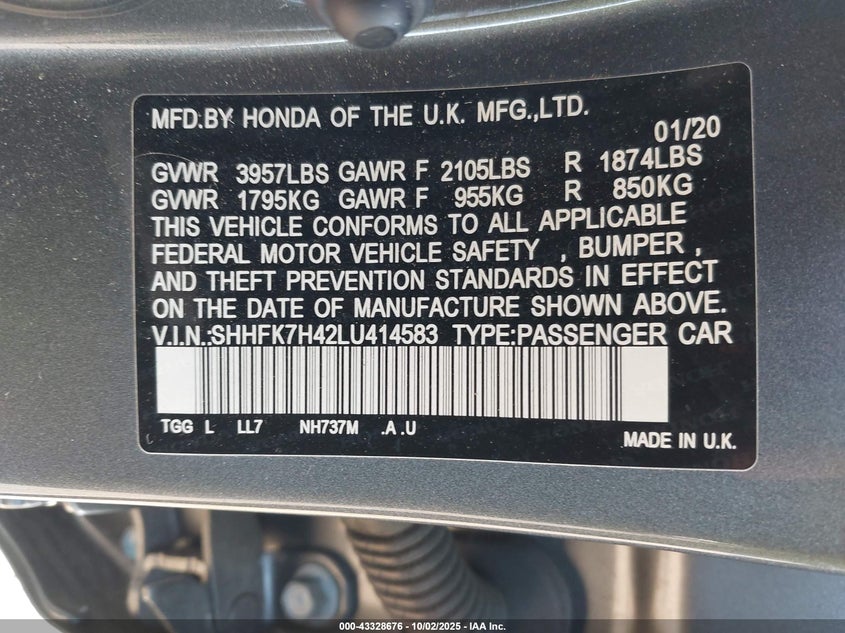 MFD.BY HONDA OF THE U.K. MFG.,LTD.
01/20
GVWR 3957LBS GAWR F 2105LBS R 1874LBS
GVWR 1795KG GAWR F 955KG R 850KG
THIS VEHICLE CONFORMS TO ALL APPLICABLE
FEDERAL MOTOR VEHICLE SAFETY , BUMPER ,
AND THEFT PREVENTION STANDARDS IN EFFECT
ON THE DATE OF MANUFACTURE SHOWN ABOVE.
V.I.N.:SHHFK7H42LU414583 TYPE:PASSENGER CAR
TGG L LL7 NH737M .A .U
MADE IN U.K.
000-43328676 - 10/02/2025 - IAA Inc.